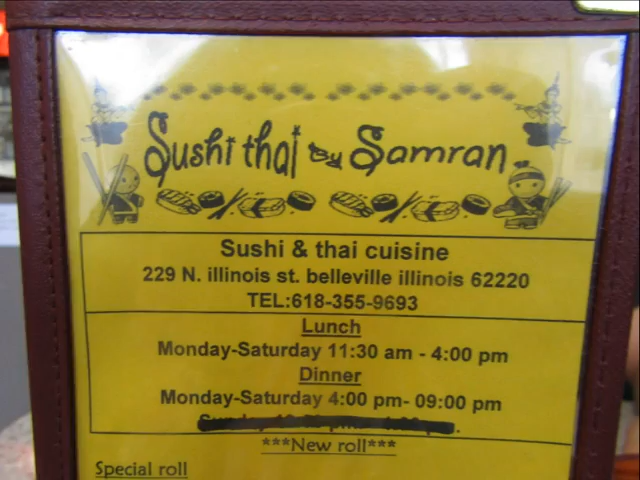 Sushi thai by Samran
Sushi & thai cuisine
229 N. illinois st. belleville illinois 62220
TEL:618-355-9693
Lunch
Monday-Saturday 11:30 am - 4:00 pm
Dinner
Monday-Saturday 4:00 pm- 09:00 pm
***New roll***
Special roll